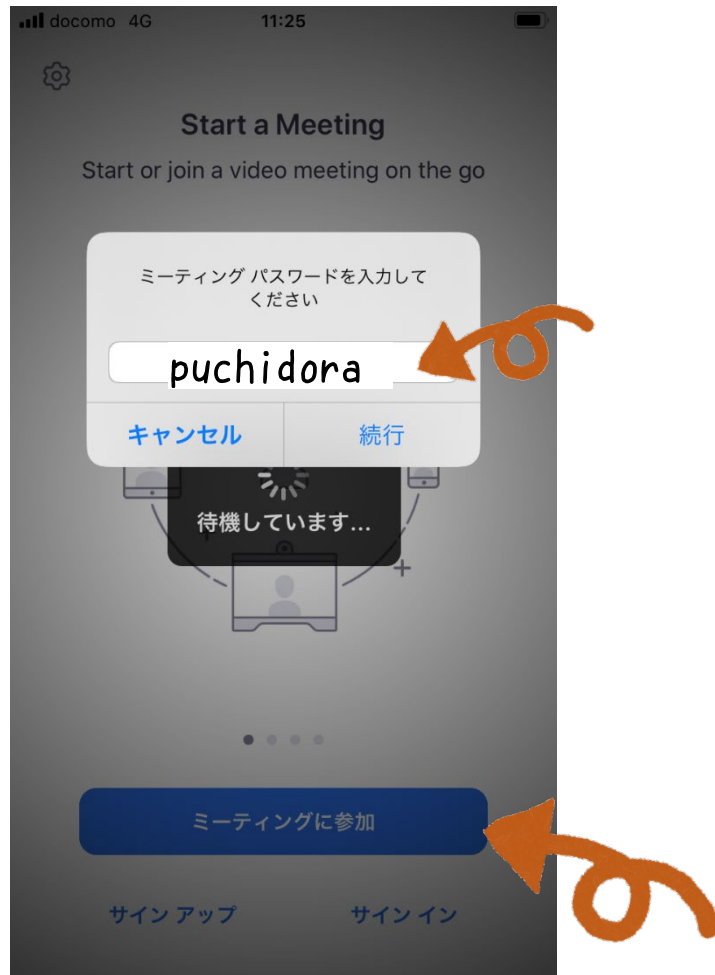 docomo 4G 11:25
Start a Meeting
Start or join a video meeting on the go
ミーティング パスワードを入力して
ください
puchidora
キャンセル 続行
待機しています...
ミーティングに参加
サイン アップ サイン イン